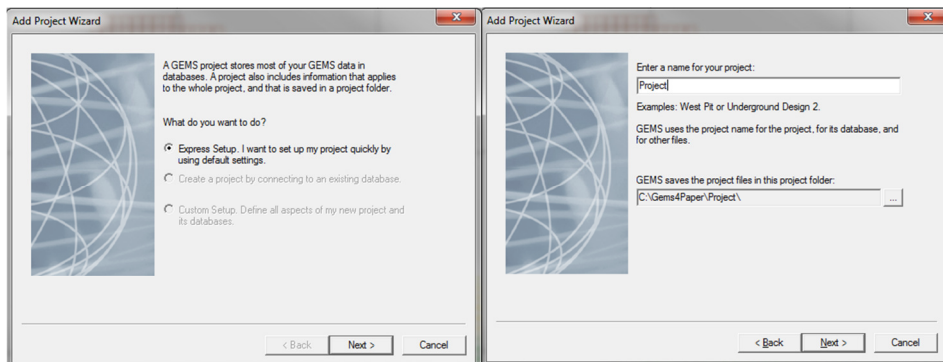 Add Project Wizard
A GEMS project stores most of your GEMS data in
databases. A project also includes information that applies
to the whole project, and that is saved in a project folder.
What do you want to do?
Express Setup. I want to set up my project quickly by
using default settings.
Create a project by connecting to an existing database.
Custom Setup. Define all aspects of my new project and
its databases.
< Back
Next >
Cancel
Add Project Wizard
Enter a name for your project:
Project
Examples: West Pit or Underground Design 2.
GEMS uses the project name for the project, for its database, and
for other files.
GEMS saves the project files in this project folder:
C:\Gems4Paper\Project\
...
< Back
Next >
Cancel